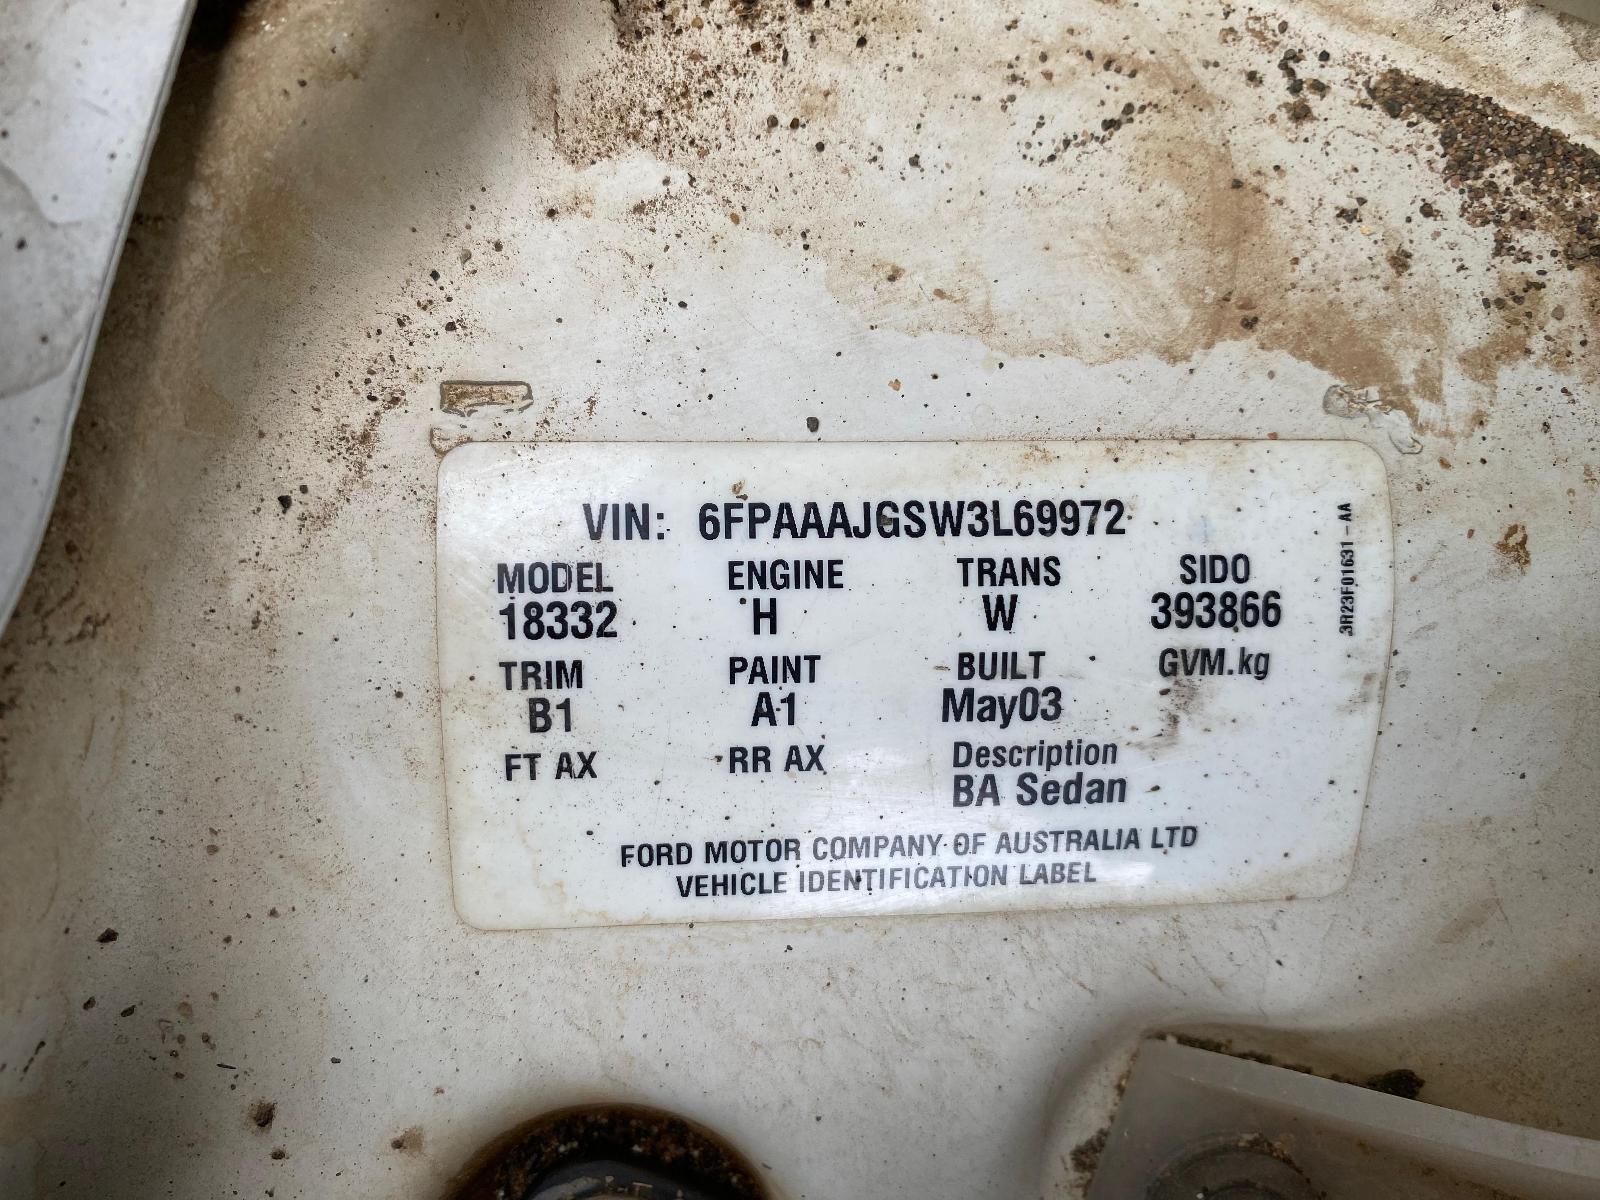 VIN: 6FPAAAJGSW3L69972
MODEL ENGINE TRANS SIDO
18332 H W 393866
TRIM PAINT BUILT GVM.kg
B1 A1 May03
FT AX RR AX Description
BA Sedan
FORD MOTOR COMPANY OF AUSTRALIA LTD
VEHICLE IDENTIFICATION LABEL
3R23F01631-AA